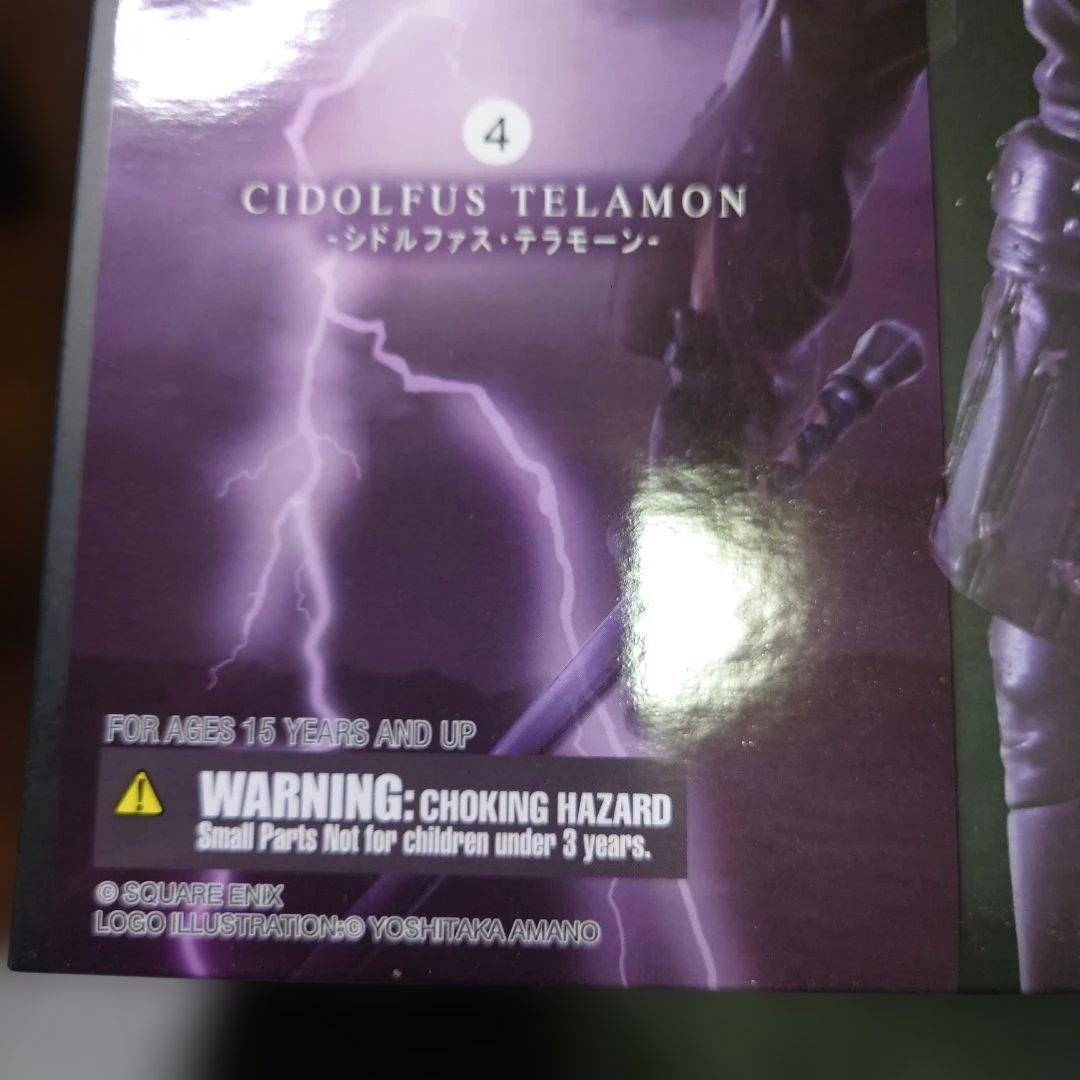 4
CIDOLFUS TELAMON
-シドルファス・テラモーン-
FOR AGES 15 YEARS AND UP
WARNING: CHOKING HAZARD
Small Parts Not for children under 3 years.
© SQUARE ENIX
LOGO ILLUSTRATION:© YOSHITAKA AMANO